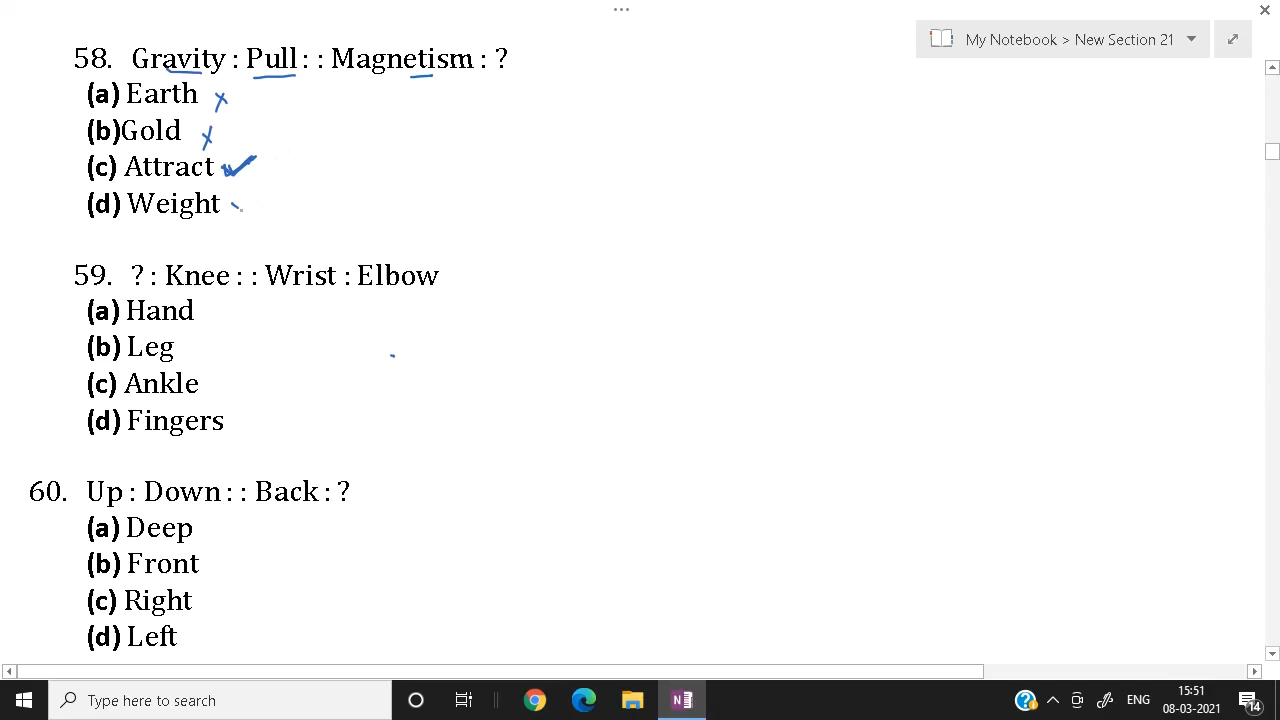 My Notebook > New Section 21
58. Gravity : Pull : : Magnetism : ?
(a) Earth
(b)Gold
(c) Attract
(d) Weight
59. ? : Knee : : Wrist : Elbow
(a) Hand
(b) Leg
(c) Ankle
(d) Fingers
60. Up : Down : : Back : ?
(a) Deep
(b) Front
(c) Right
(d) Left
Type here to search
N
ENG
15:51
08-03-2021
14